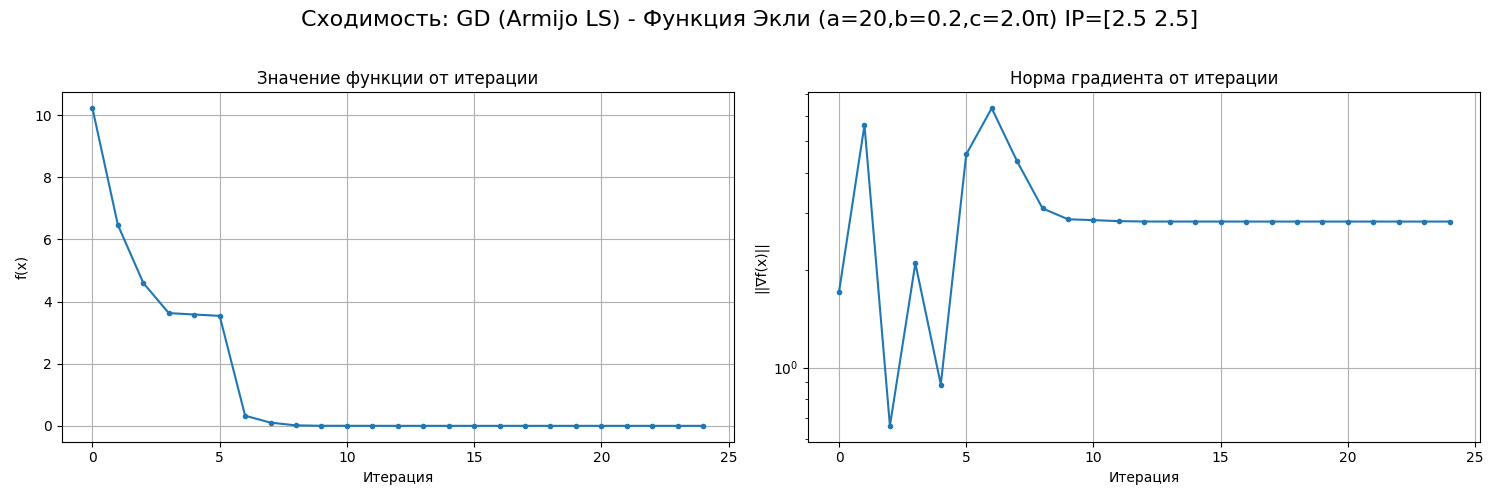 Сходимость: GD (Armijo LS) - Функция Экли (a=20,b=0.2,c=2.0π) IP=[2.5 2.5]
Значение функции от итерации
f(x)
10
8
6
4
2
0
0 5 10 15 20 25
Итерация
Норма градиента от итерации
||∇f(x)||
10⁰
0 5 10 15 20 25
Итерация